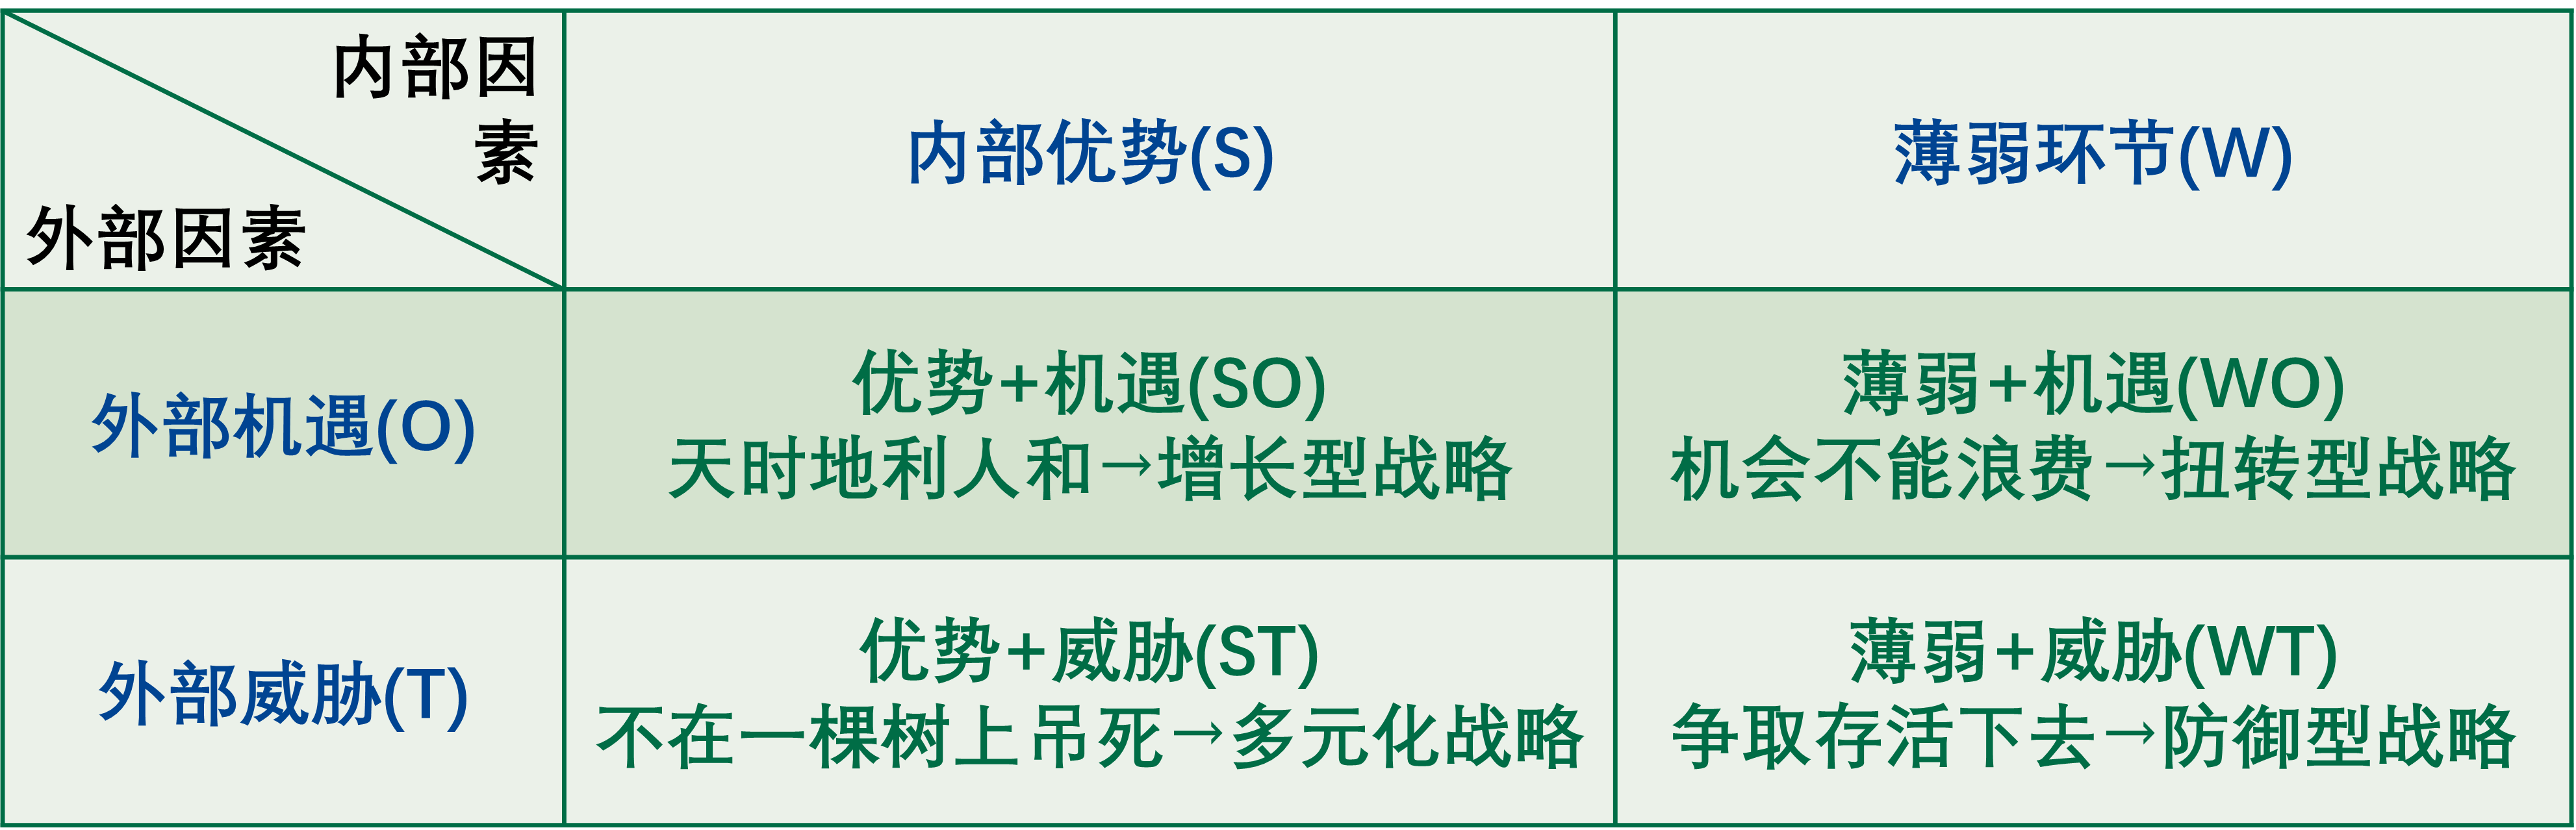 内部因
素
外部因素
内部优势(S)
薄弱环节(W)
外部机遇(O)
优势+机遇(SO)
天时地利人和→增长型战略
薄弱+机遇(WO)
机会不能浪费→扭转型战略
外部威胁(T)
优势+威胁(ST)
不在一棵树上吊死→多元化战略
薄弱+威胁(WT)
争取存活下去→防御型战略